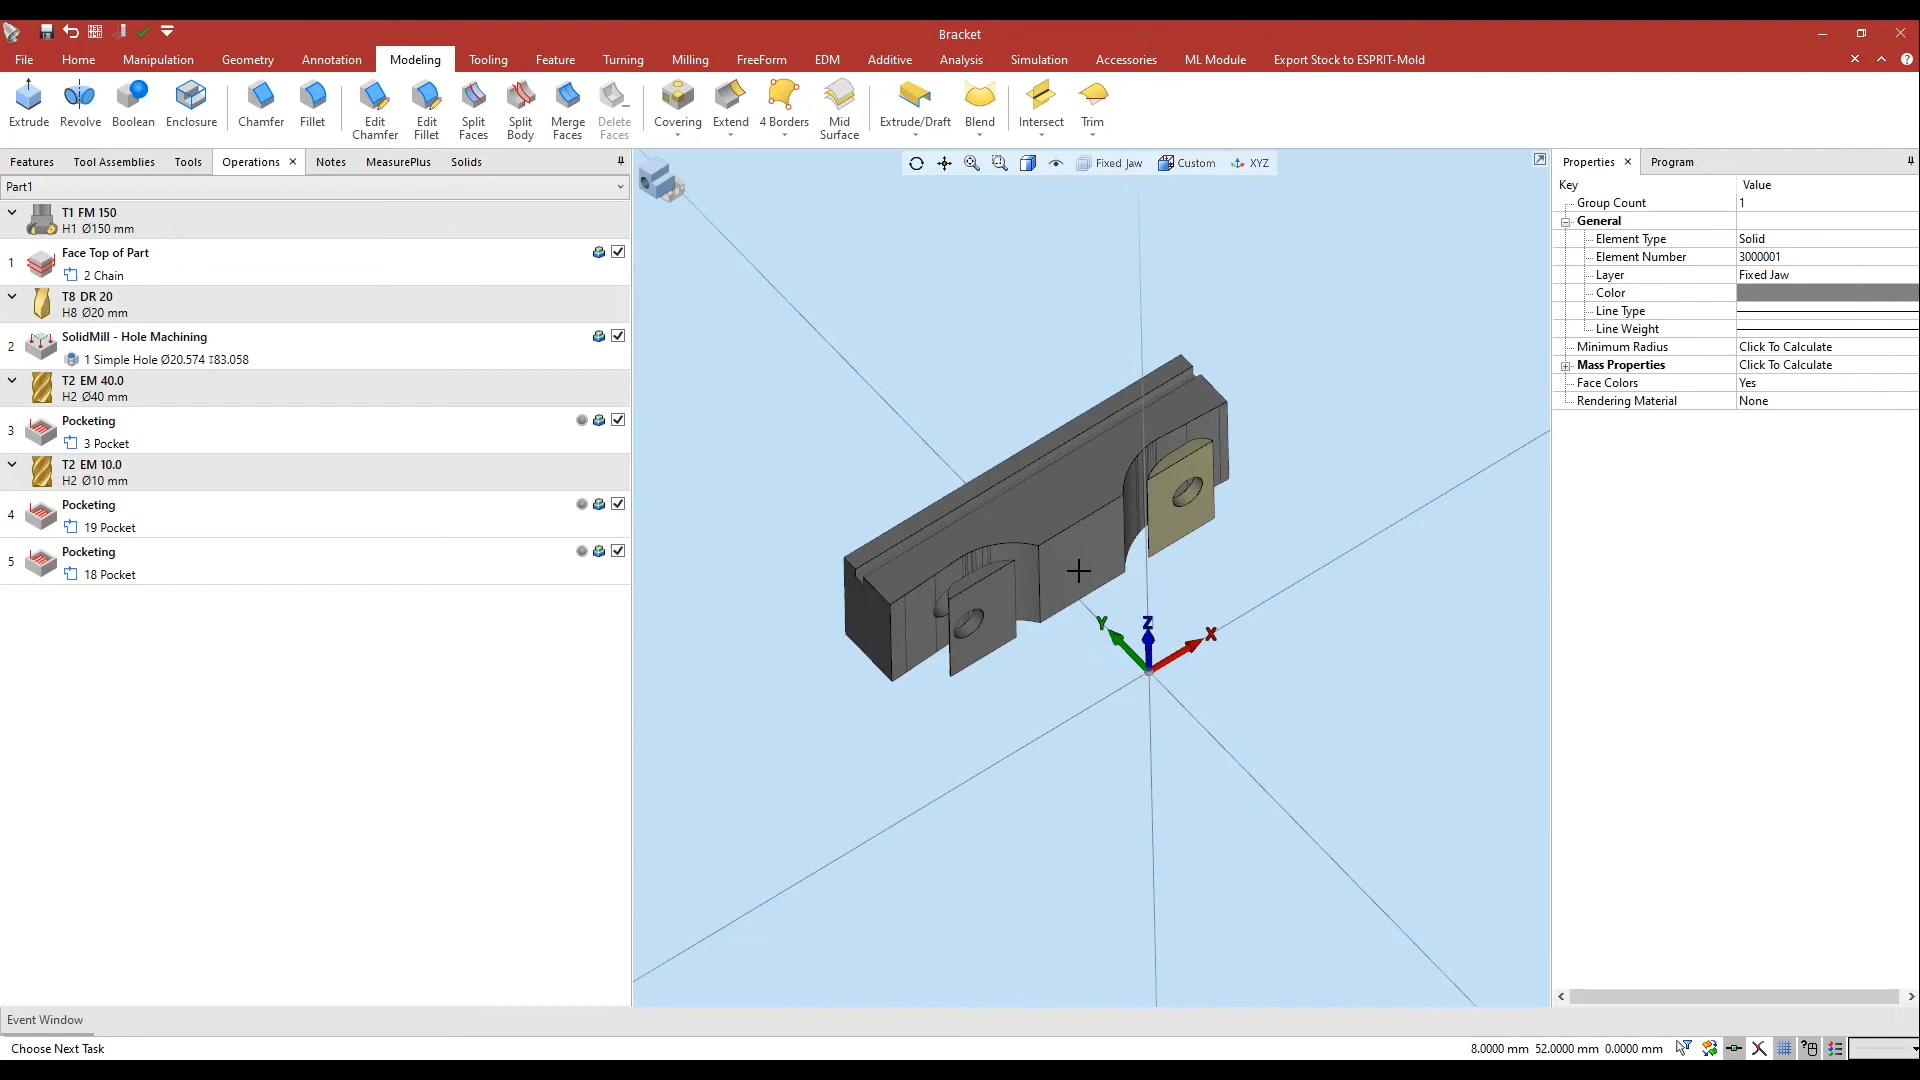 Bracket
File Home Manipulation Geometry Annotation Modeling Tooling Feature Turning Milling FreeForm EDM Additive Analysis Simulation Accessories ML Module Export Stock to ESPRIT-Mold
Extrude Revolve Boolean Enclosure Chamfer Fillet Edit Chamfer Edit Fillet Split Faces Split Body Merge Faces Delete Faces Covering Extend 4 Borders Mid Surface Extrude/Draft Blend Intersect Trim
Features Tool Assemblies Tools Operations Notes MeasurePlus Solids
Part1
T1 FM 150
H1 Ø150 mm
1 Face Top of Part
2 Chain
T8 DR 20
H8 Ø20 mm
2 SolidMill - Hole Machining
1 Simple Hole Ø20.574 ↧83.058
T2 EM 40.0
H2 Ø40 mm
3 Pocketing
3 Pocket
T2 EM 10.0
H2 Ø10 mm
4 Pocketing
19 Pocket
5 Pocketing
18 Pocket
Fixed Jaw Custom XYZ
Y Z X
Properties Program
Key Value
Group Count 1
General
Element Type Solid
Element Number 3000001
Layer Fixed Jaw
Color
Line Type
Line Weight
Minimum Radius Click To Calculate
Mass Properties Click To Calculate
Face Colors Yes
Rendering Material None
Event Window
Choose Next Task
8.0000 mm 52.0000 mm 0.0000 mm